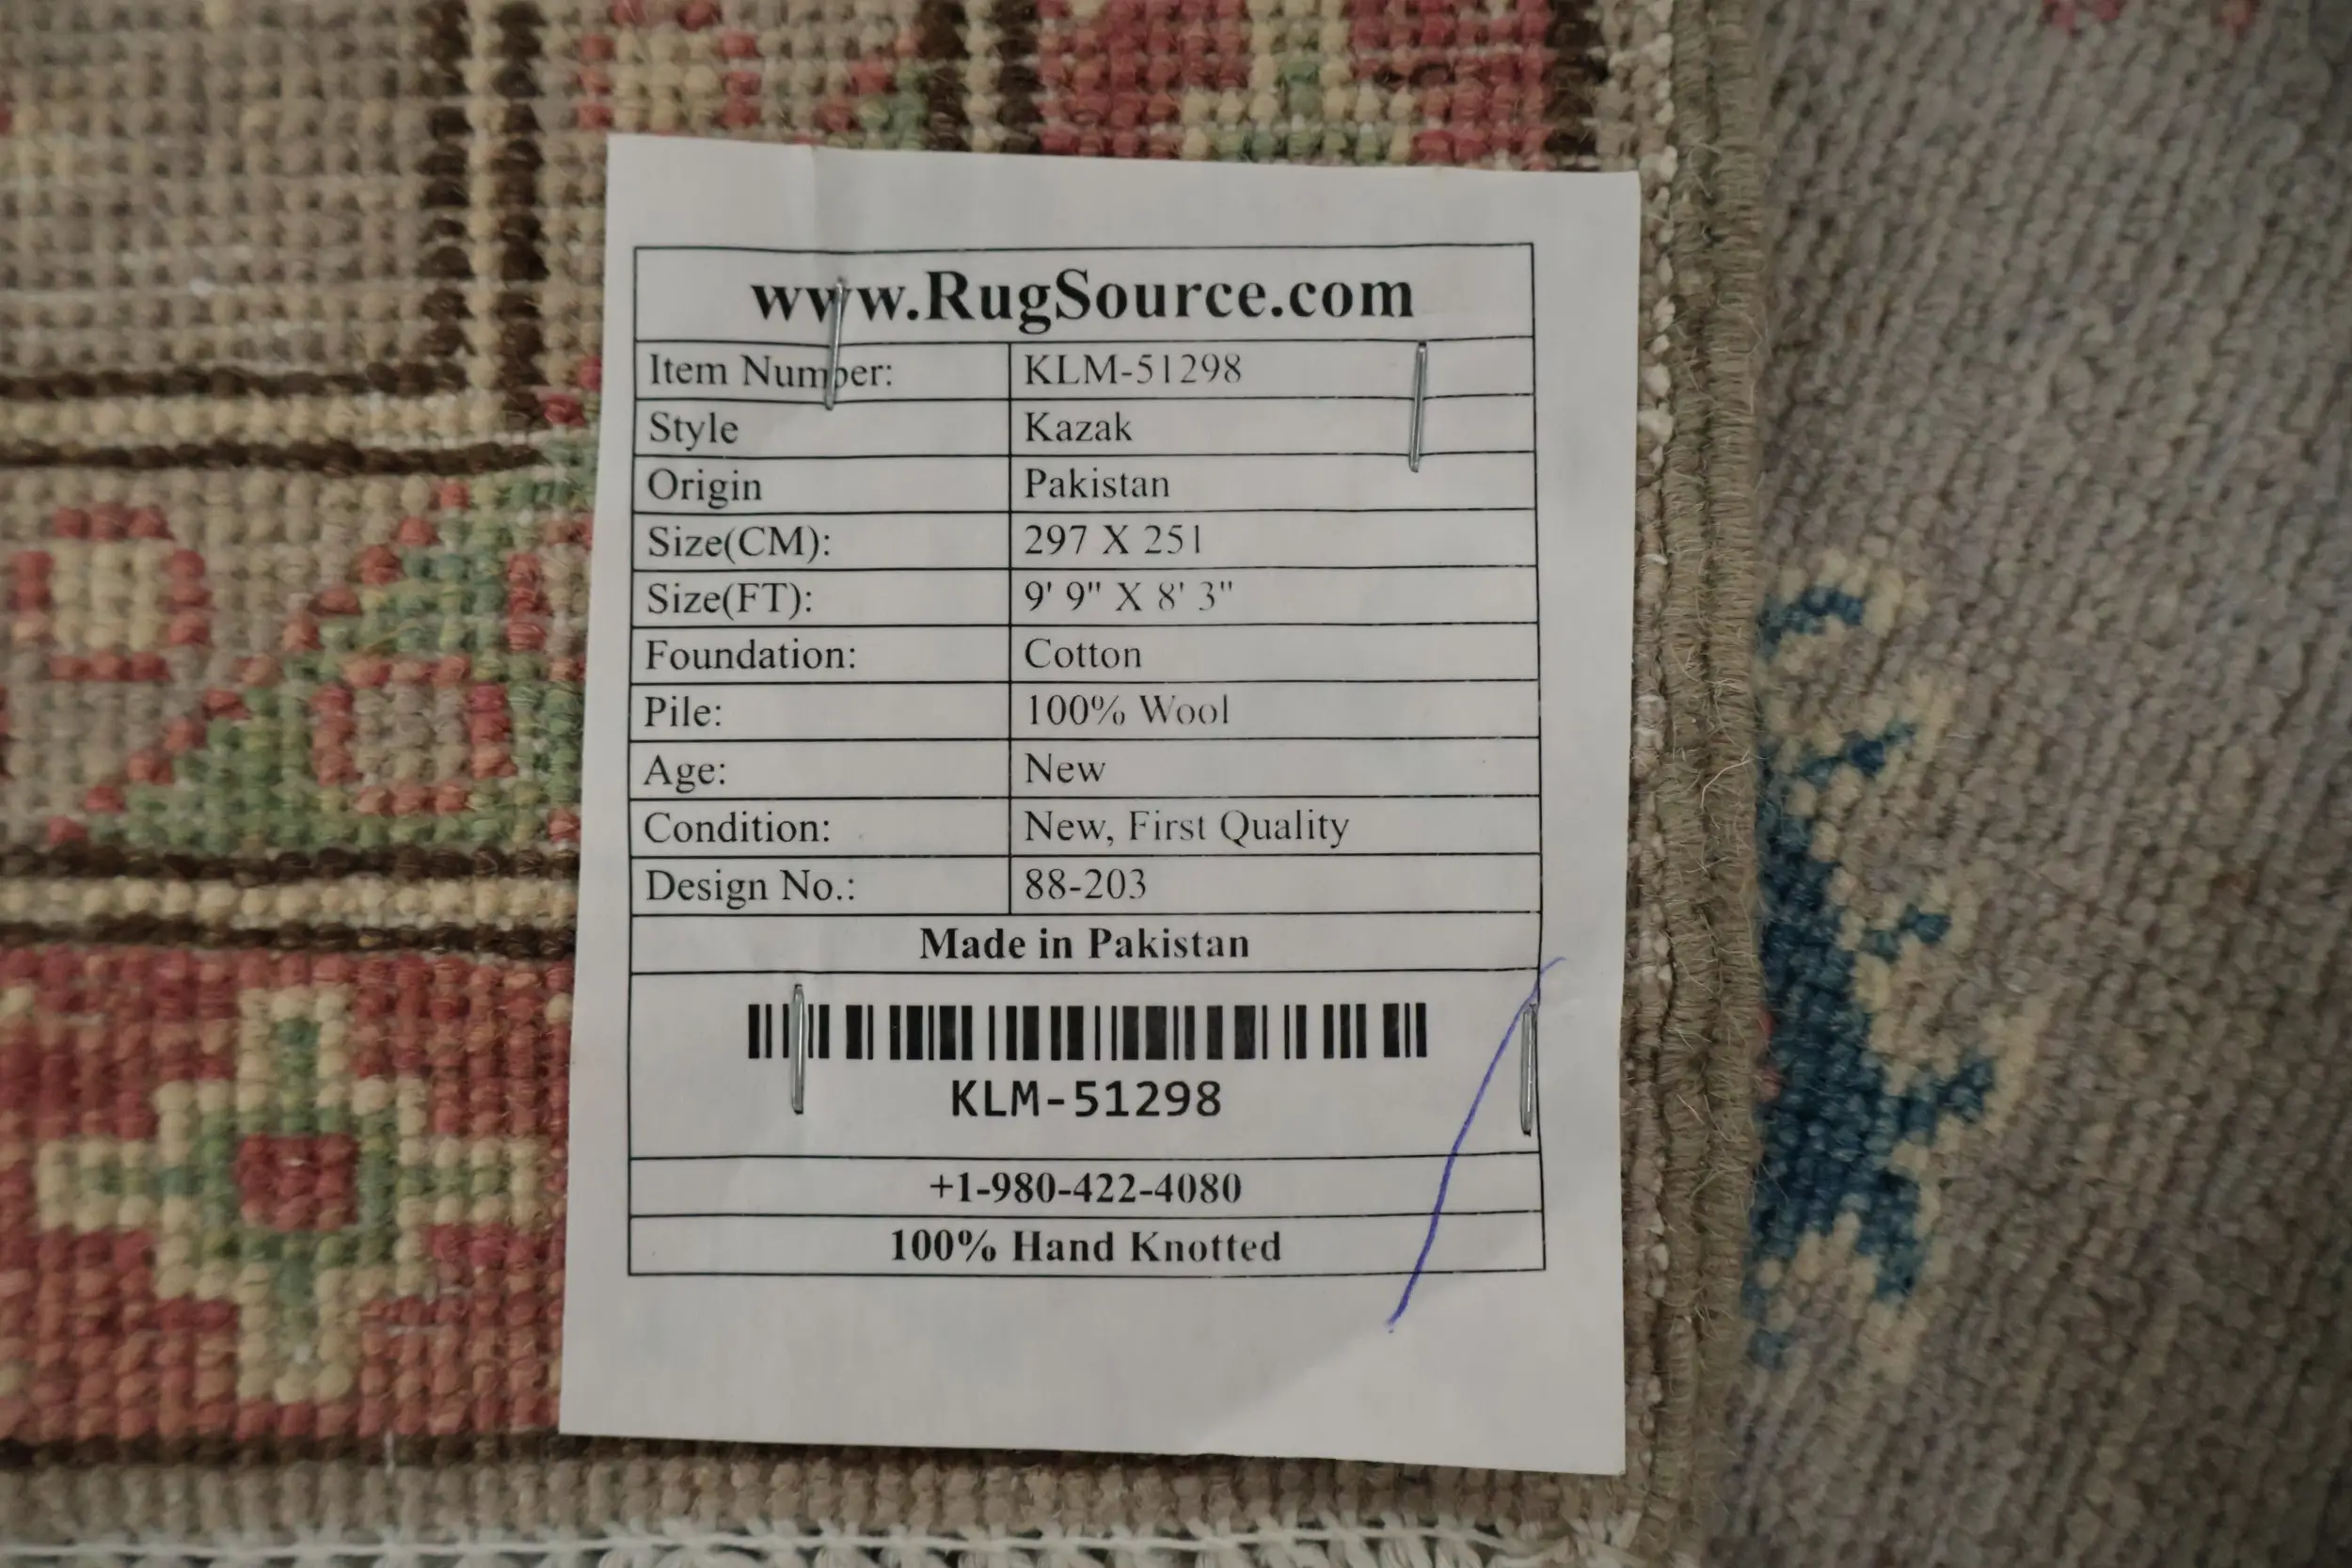 www.RugSource.com
Item Number: KLM-51298
Style Kazak
Origin Pakistan
Size(CM): 297 X 251
Size(FT): 9' 9" X 8' 3"
Foundation: Cotton
Pile: 100% Wool
Age: New
Condition: New, First Quality
Design No.: 88-203
Made in Pakistan
KLM-51298
+1-980-422-4080
100% Hand Knotted